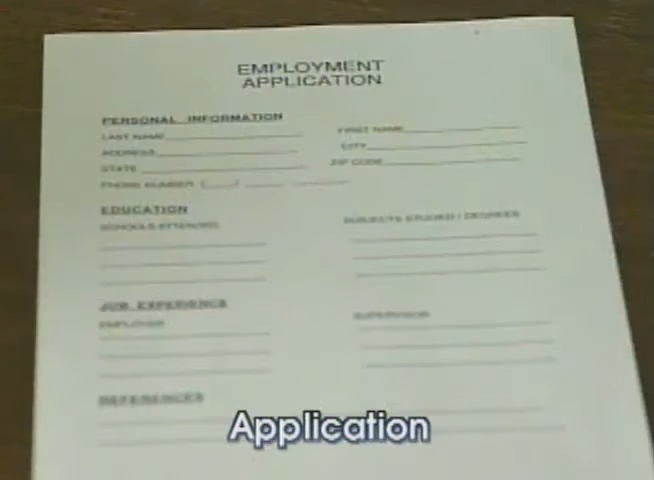 EMPLOYMENT
APPLICATION
PERSONAL INFORMATION
LAST NAME FIRST NAME
ADDRESS CITY
STATE ZIP CODE
PHONE NUMBER ( )
EDUCATION
SCHOOLS ATTENDED SUBJECTS STUDIED / DEGREES
JOB EXPERIENCE
EMPLOYER SUPERVISOR
REFERENCES
Application